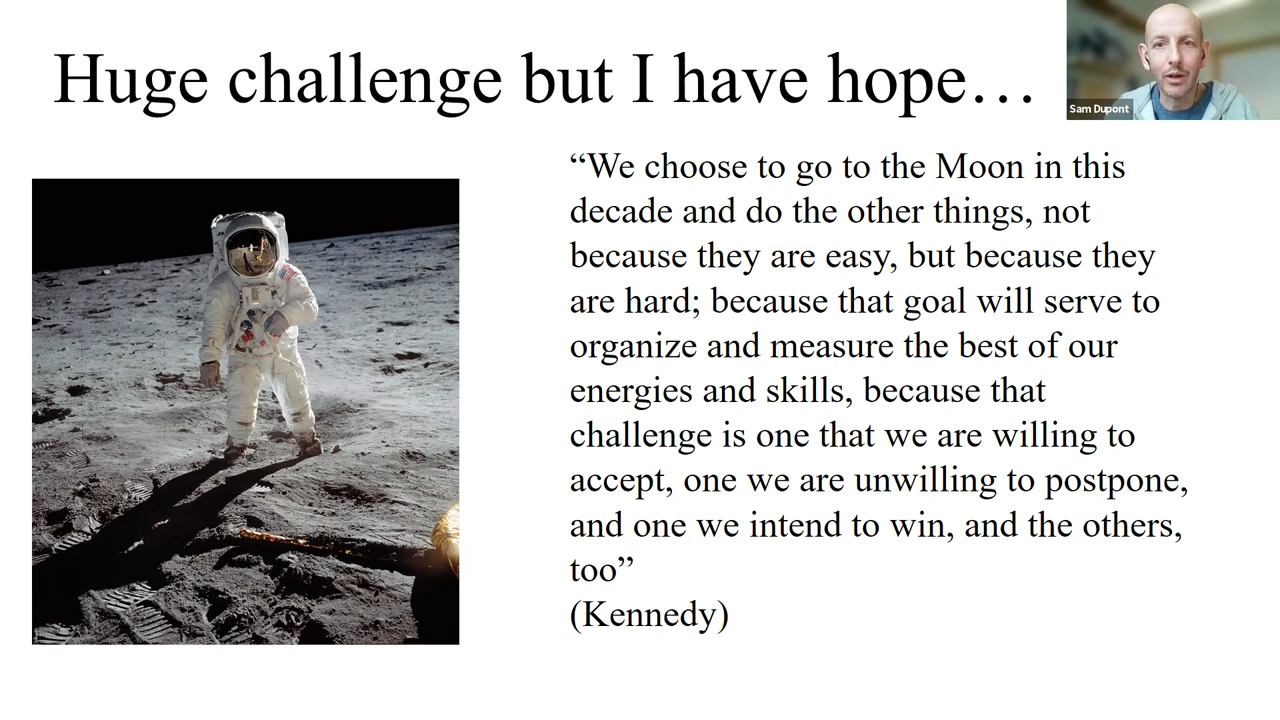 Huge challenge but I have hope…
Sam Dupont
“We choose to go to the Moon in this
decade and do the other things, not
because they are easy, but because they
are hard; because that goal will serve to
organize and measure the best of our
energies and skills, because that
challenge is one that we are willing to
accept, one we are unwilling to postpone,
and one we intend to win, and the others,
too”
(Kennedy)